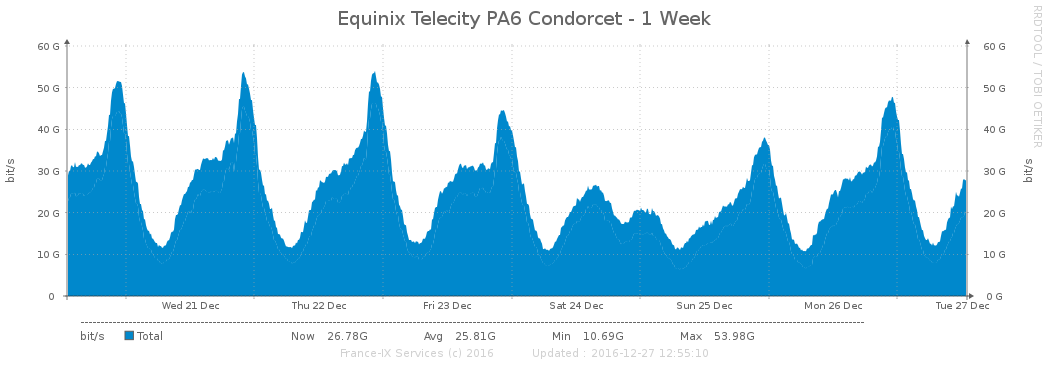 Equinix Telecity PA6 Condorcet - 1 Week
RRDTOOL / TOBI OETIKER
60 G 60 G
50 G 50 G
40 G 40 G
30 G 30 G
20 G 20 G
10 G 10 G
0 0 G
bit/s bit/s
Wed 21 Dec Thu 22 Dec Fri 23 Dec Sat 24 Dec Sun 25 Dec Mon 26 Dec Tue 27 Dec
bit/s Total Now 26.78G Avg 25.81G Min 10.69G Max 53.98G
France-IX Services (c) 2016 Updated : 2016-12-27 12:55:10